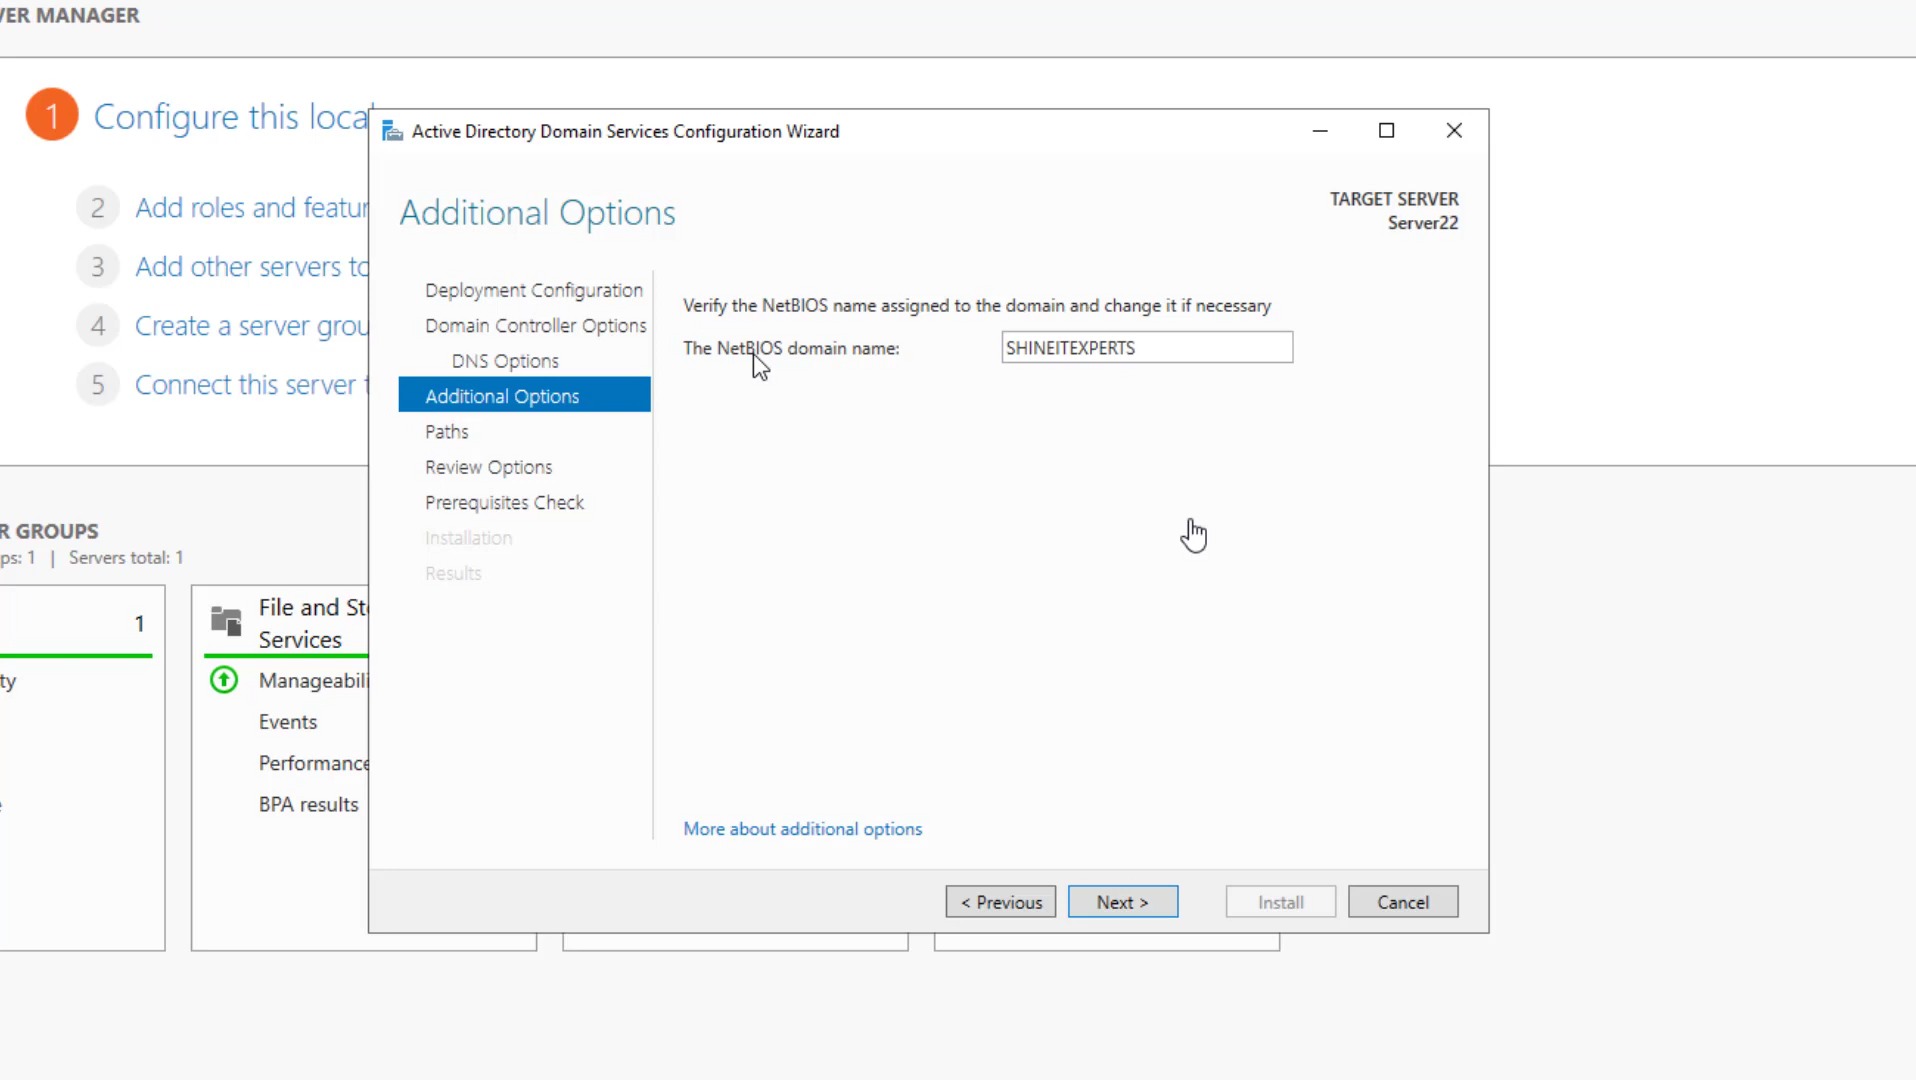 VER MANAGER
1 Configure this loca
2 Add roles and featur
3 Add other servers to
4 Create a server grou
5 Connect this server t
R GROUPS
ps: 1 | Servers total: 1
1
ty
File and Sto
Services
Manageabili
Events
Performance
BPA results
Active Directory Domain Services Configuration Wizard
Additional Options
TARGET SERVER
Server22
Deployment Configuration
Domain Controller Options
DNS Options
Additional Options
Paths
Review Options
Prerequisites Check
Installation
Results
Verify the NetBIOS name assigned to the domain and change it if necessary
The NetBIOS domain name: SHINEITEXPERTS
More about additional options
< Previous
Next >
Install
Cancel